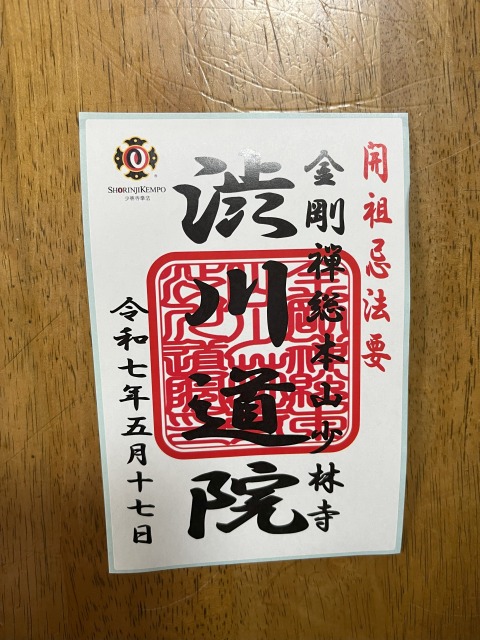 開祖忌法要
金剛禅総本山少林寺
渋川道院
令和七年五月十七日
SHORINJIKEMPO
少林寺拳法